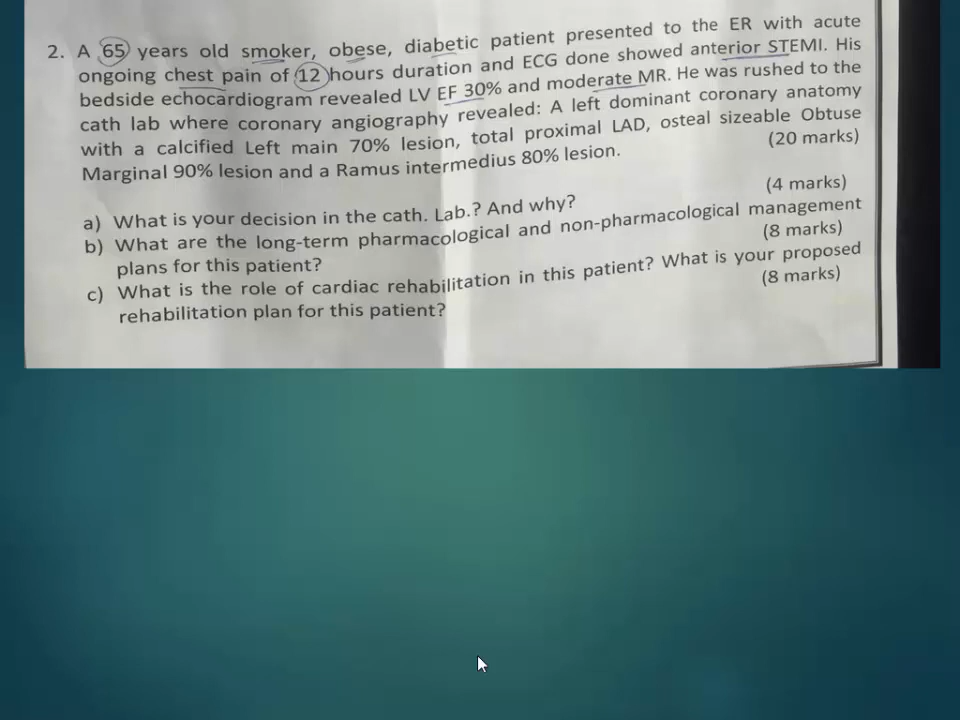 2. A 65 years old smoker, obese, diabetic patient presented to the ER with acute
ongoing chest pain of 12 hours duration and ECG done showed anterior STEMI. His
bedside echocardiogram revealed LV EF 30% and moderate MR. He was rushed to the
cath lab where coronary angiography revealed: A left dominant coronary anatomy
with a calcified Left main 70% lesion, total proximal LAD, osteal sizeable Obtuse
Marginal 90% lesion and a Ramus intermedius 80% lesion. (20 marks)
a) What is your decision in the cath. Lab.? And why? (4 marks)
b) What are the long-term pharmacological and non-pharmacological management
plans for this patient? (8 marks)
c) What is the role of cardiac rehabilitation in this patient? What is your proposed
rehabilitation plan for this patient? (8 marks)